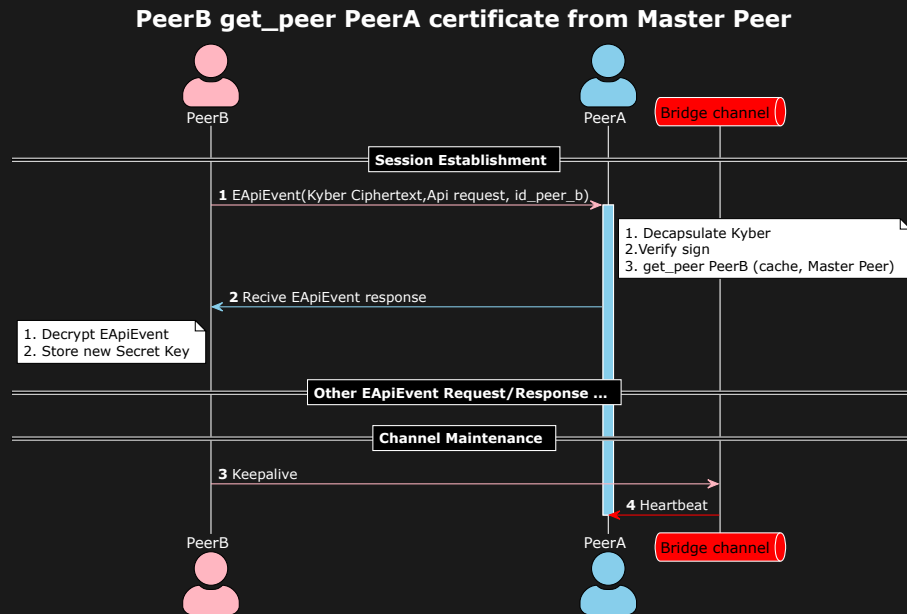 PeerB get_peer PeerA certificate from Master Peer
PeerB
PeerA
Bridge channel
Session Establishment
1 EApiEvent(Kyber Ciphertext,Api request, id_peer_b)
1. Decapsulate Kyber
2.Verify sign
3. get_peer PeerB (cache, Master Peer)
2 Recive EApiEvent response
1. Decrypt EApiEvent
2. Store new Secret Key
Other EApiEvent Request/Response ...
Channel Maintenance
3 Keepalive
4 Heartbeat
PeerB
PeerA
Bridge channel